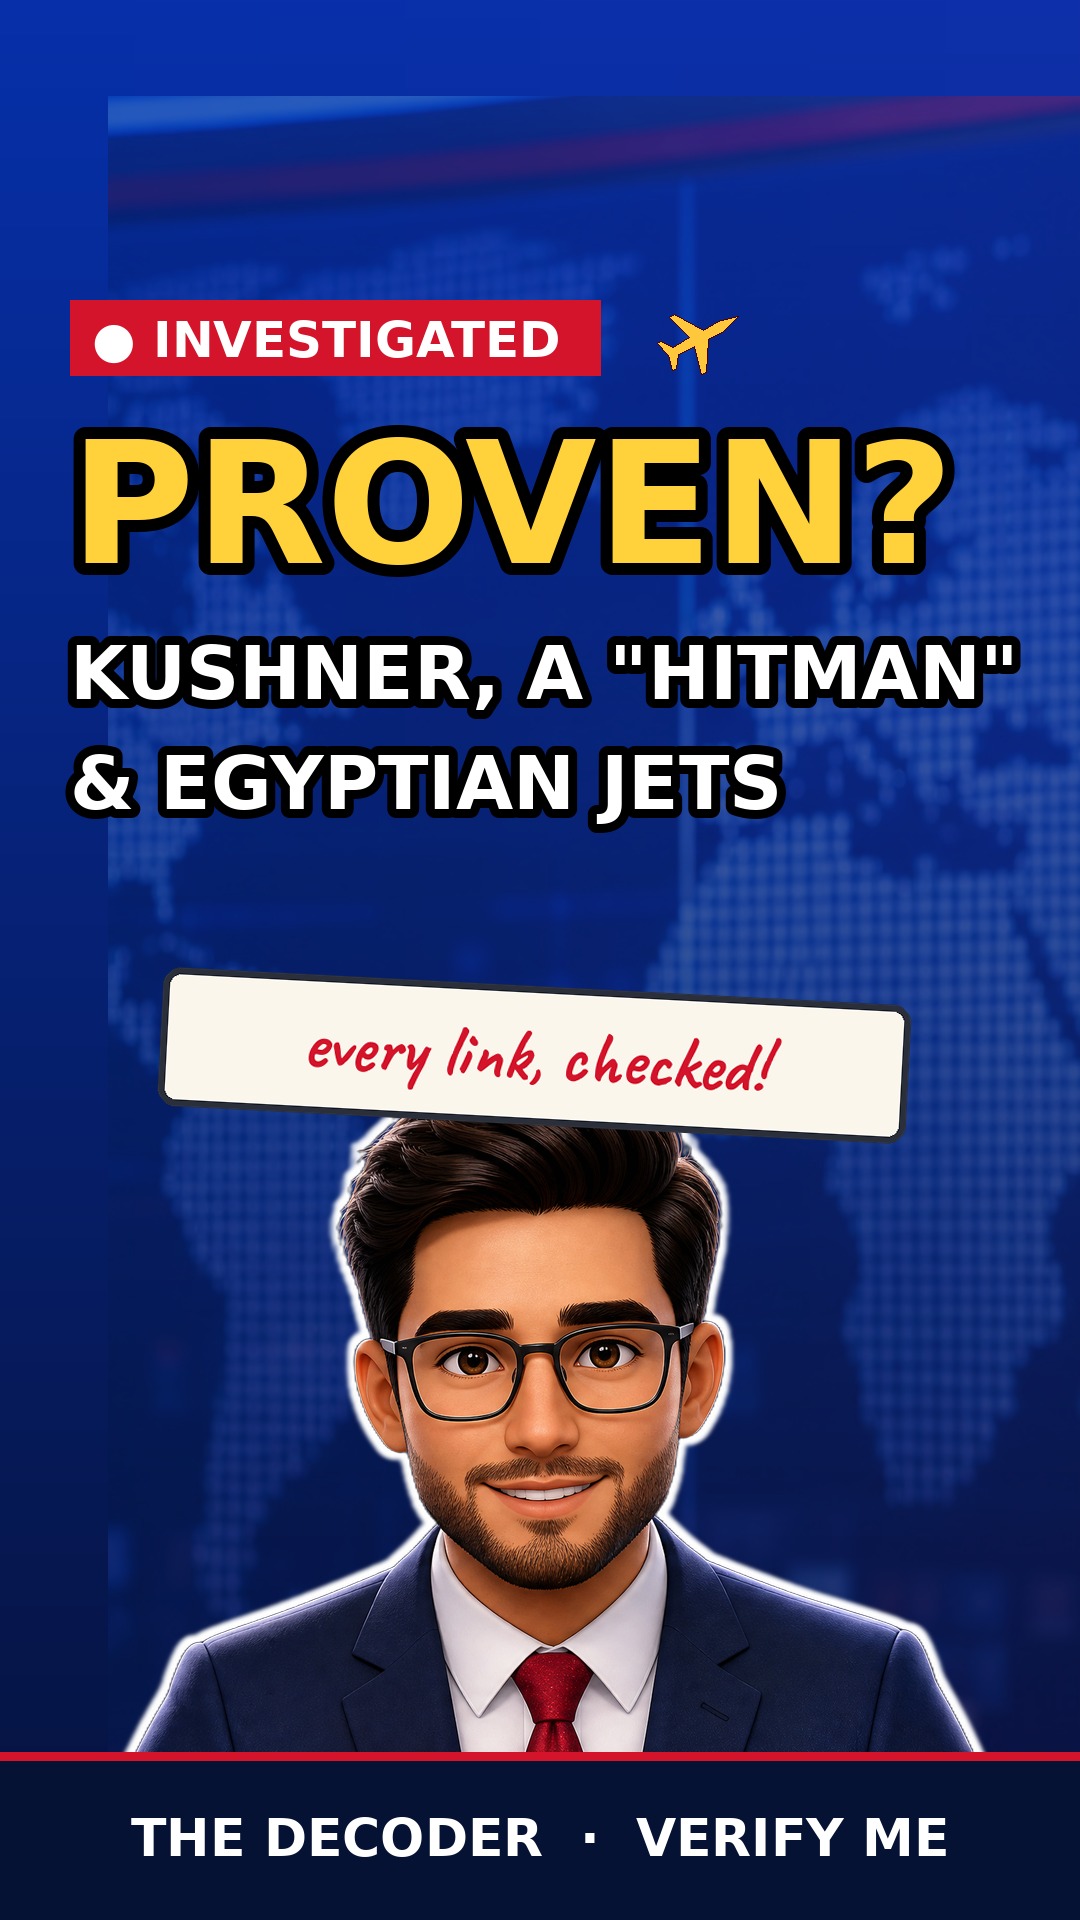 INVESTIGATED
PROVEN?
KUSHNER, A "HITMAN"
& EGYPTIAN JETS
every link, checked!
THE DECODER · VERIFY ME